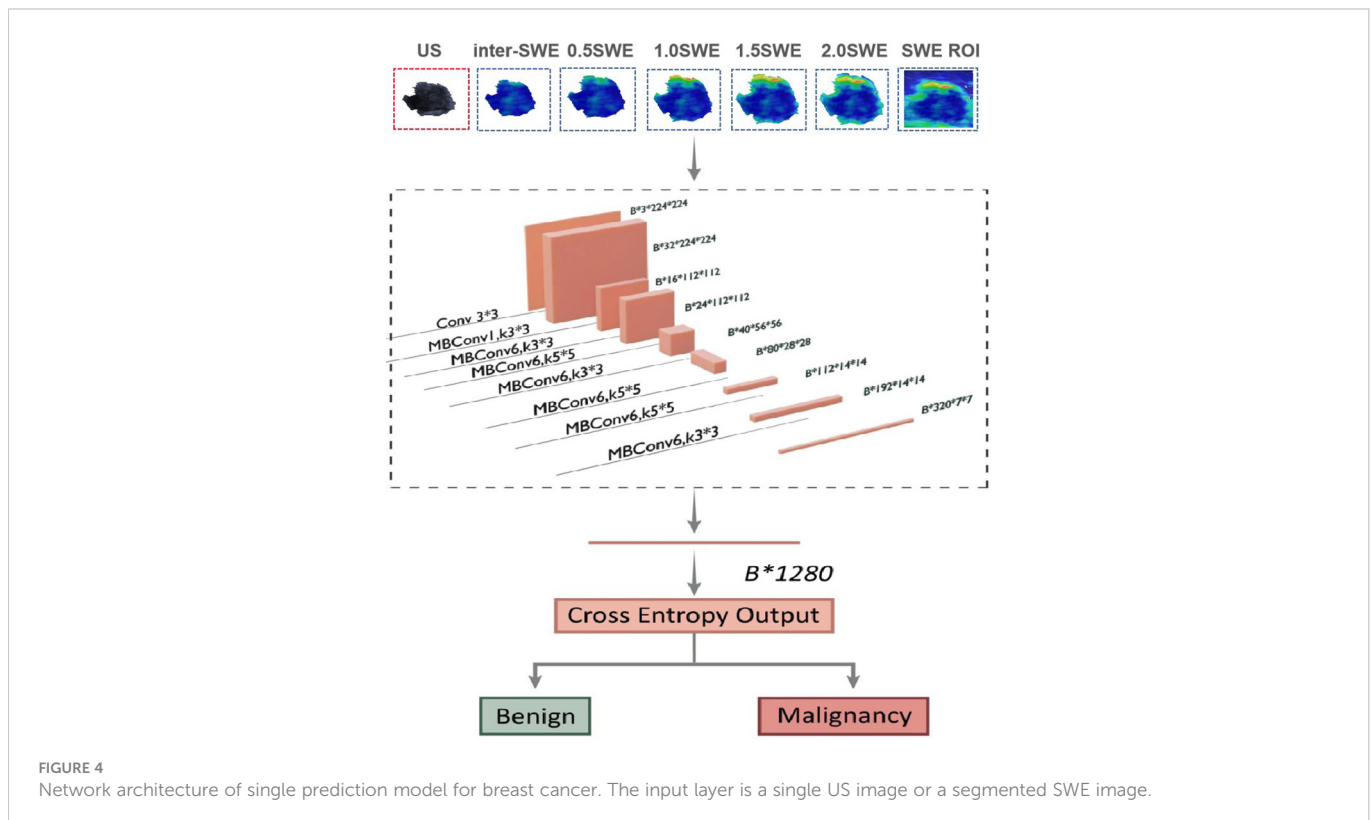 US inter-SWE 0.5SWE 1.0SWE 1.5SWE 2.0SWE SWE ROI
B*3*224*224
B*32*224*224
B*16*112*112
B*24*112*112
B*40*56*56
B*80*28*28
B*112*14*14
B*192*14*14
B*320*7*7
Conv 3*3
MBConv1,k3*3
MBConv6,k3*3
MBConv6,k5*5
MBConv6,k3*3
MBConv6,k5*5
MBConv6,k5*5
MBConv6,k3*3
B*1280
Cross Entropy Output
Benign
Malignancy
FIGURE 4
Network architecture of single prediction model for breast cancer. The input layer is a single US image or a segmented SWE image.